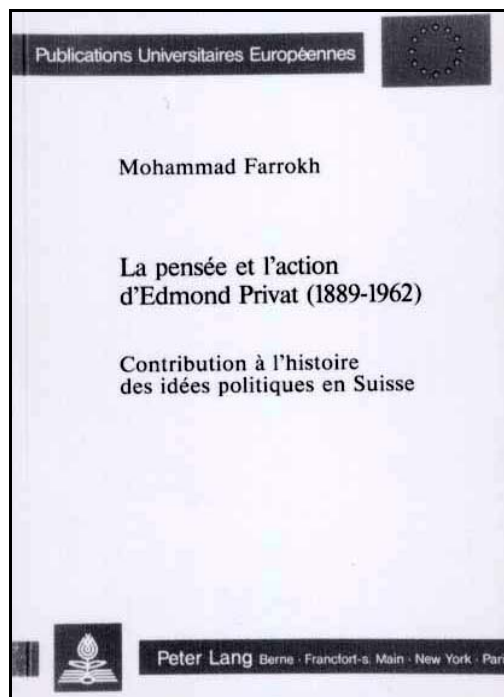 Publications Universitaires Européennes
Mohammad Farrokh
La pensée et l'action
d'Edmond Privat (1889-1962)
Contribution à l'histoire
des idées politiques en Suisse
Peter Lang Berne · Francfort-s. Main · New York · Pari